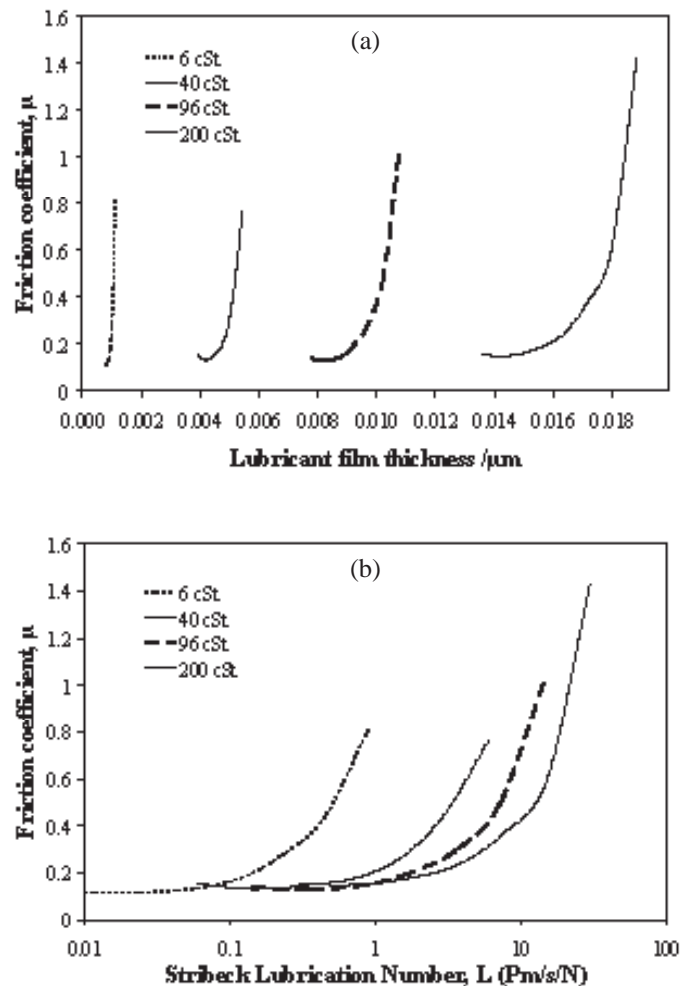 (a)
1.6
1.4
1.2
1
0.8
0.6
0.4
0.2
0
Friction coefficient, μ
6 cSt
40 cSt
96 cSt
200 cSt
0.000 0.002 0.004 0.006 0.008 0.010 0.012 0.014 0.016 0.018
Lubricant film thickness /μm
(b)
1.6
1.4
1.2
1
0.8
0.6
0.4
0.2
0
Friction coefficient, μ
6 cSt
40 cSt
96 cSt
200 cSt
0.01 0.1 1 10 100
Stribeck Lubrication Number, L (Pm/s/N)